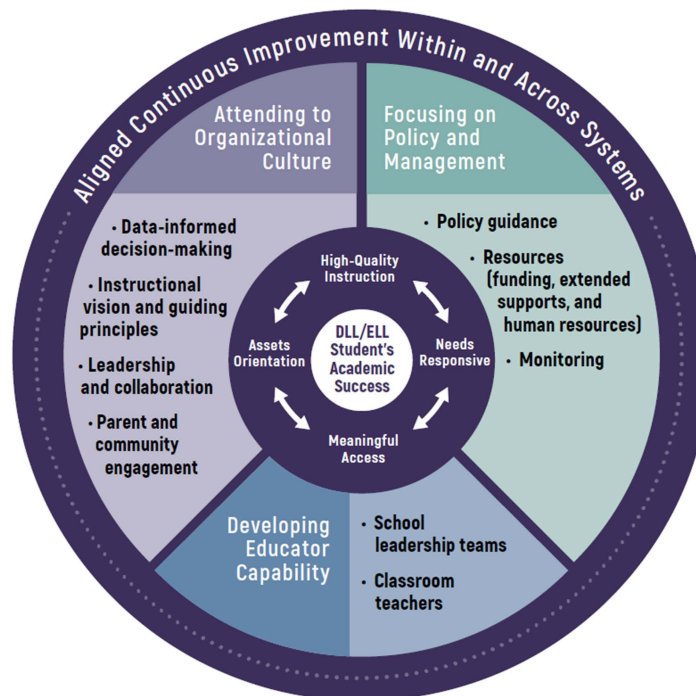 Aligned Continuous Improvement Within and Across Systems
Attending to
Organizational
Culture
• Data-informed
decision-making
• Instructional
vision and guiding
principles
• Leadership
and collaboration
• Parent and
community
engagement
Focusing on
Policy and
Management
• Policy guidance
• Resources
(funding, extended
supports, and
human resources)
• Monitoring
High-Quality
Instruction
Assets
Orientation
DLL/ELL
Student's
Academic
Success
Needs
Responsive
Meaningful
Access
Developing
Educator
Capability
• School
leadership teams
• Classroom
teachers